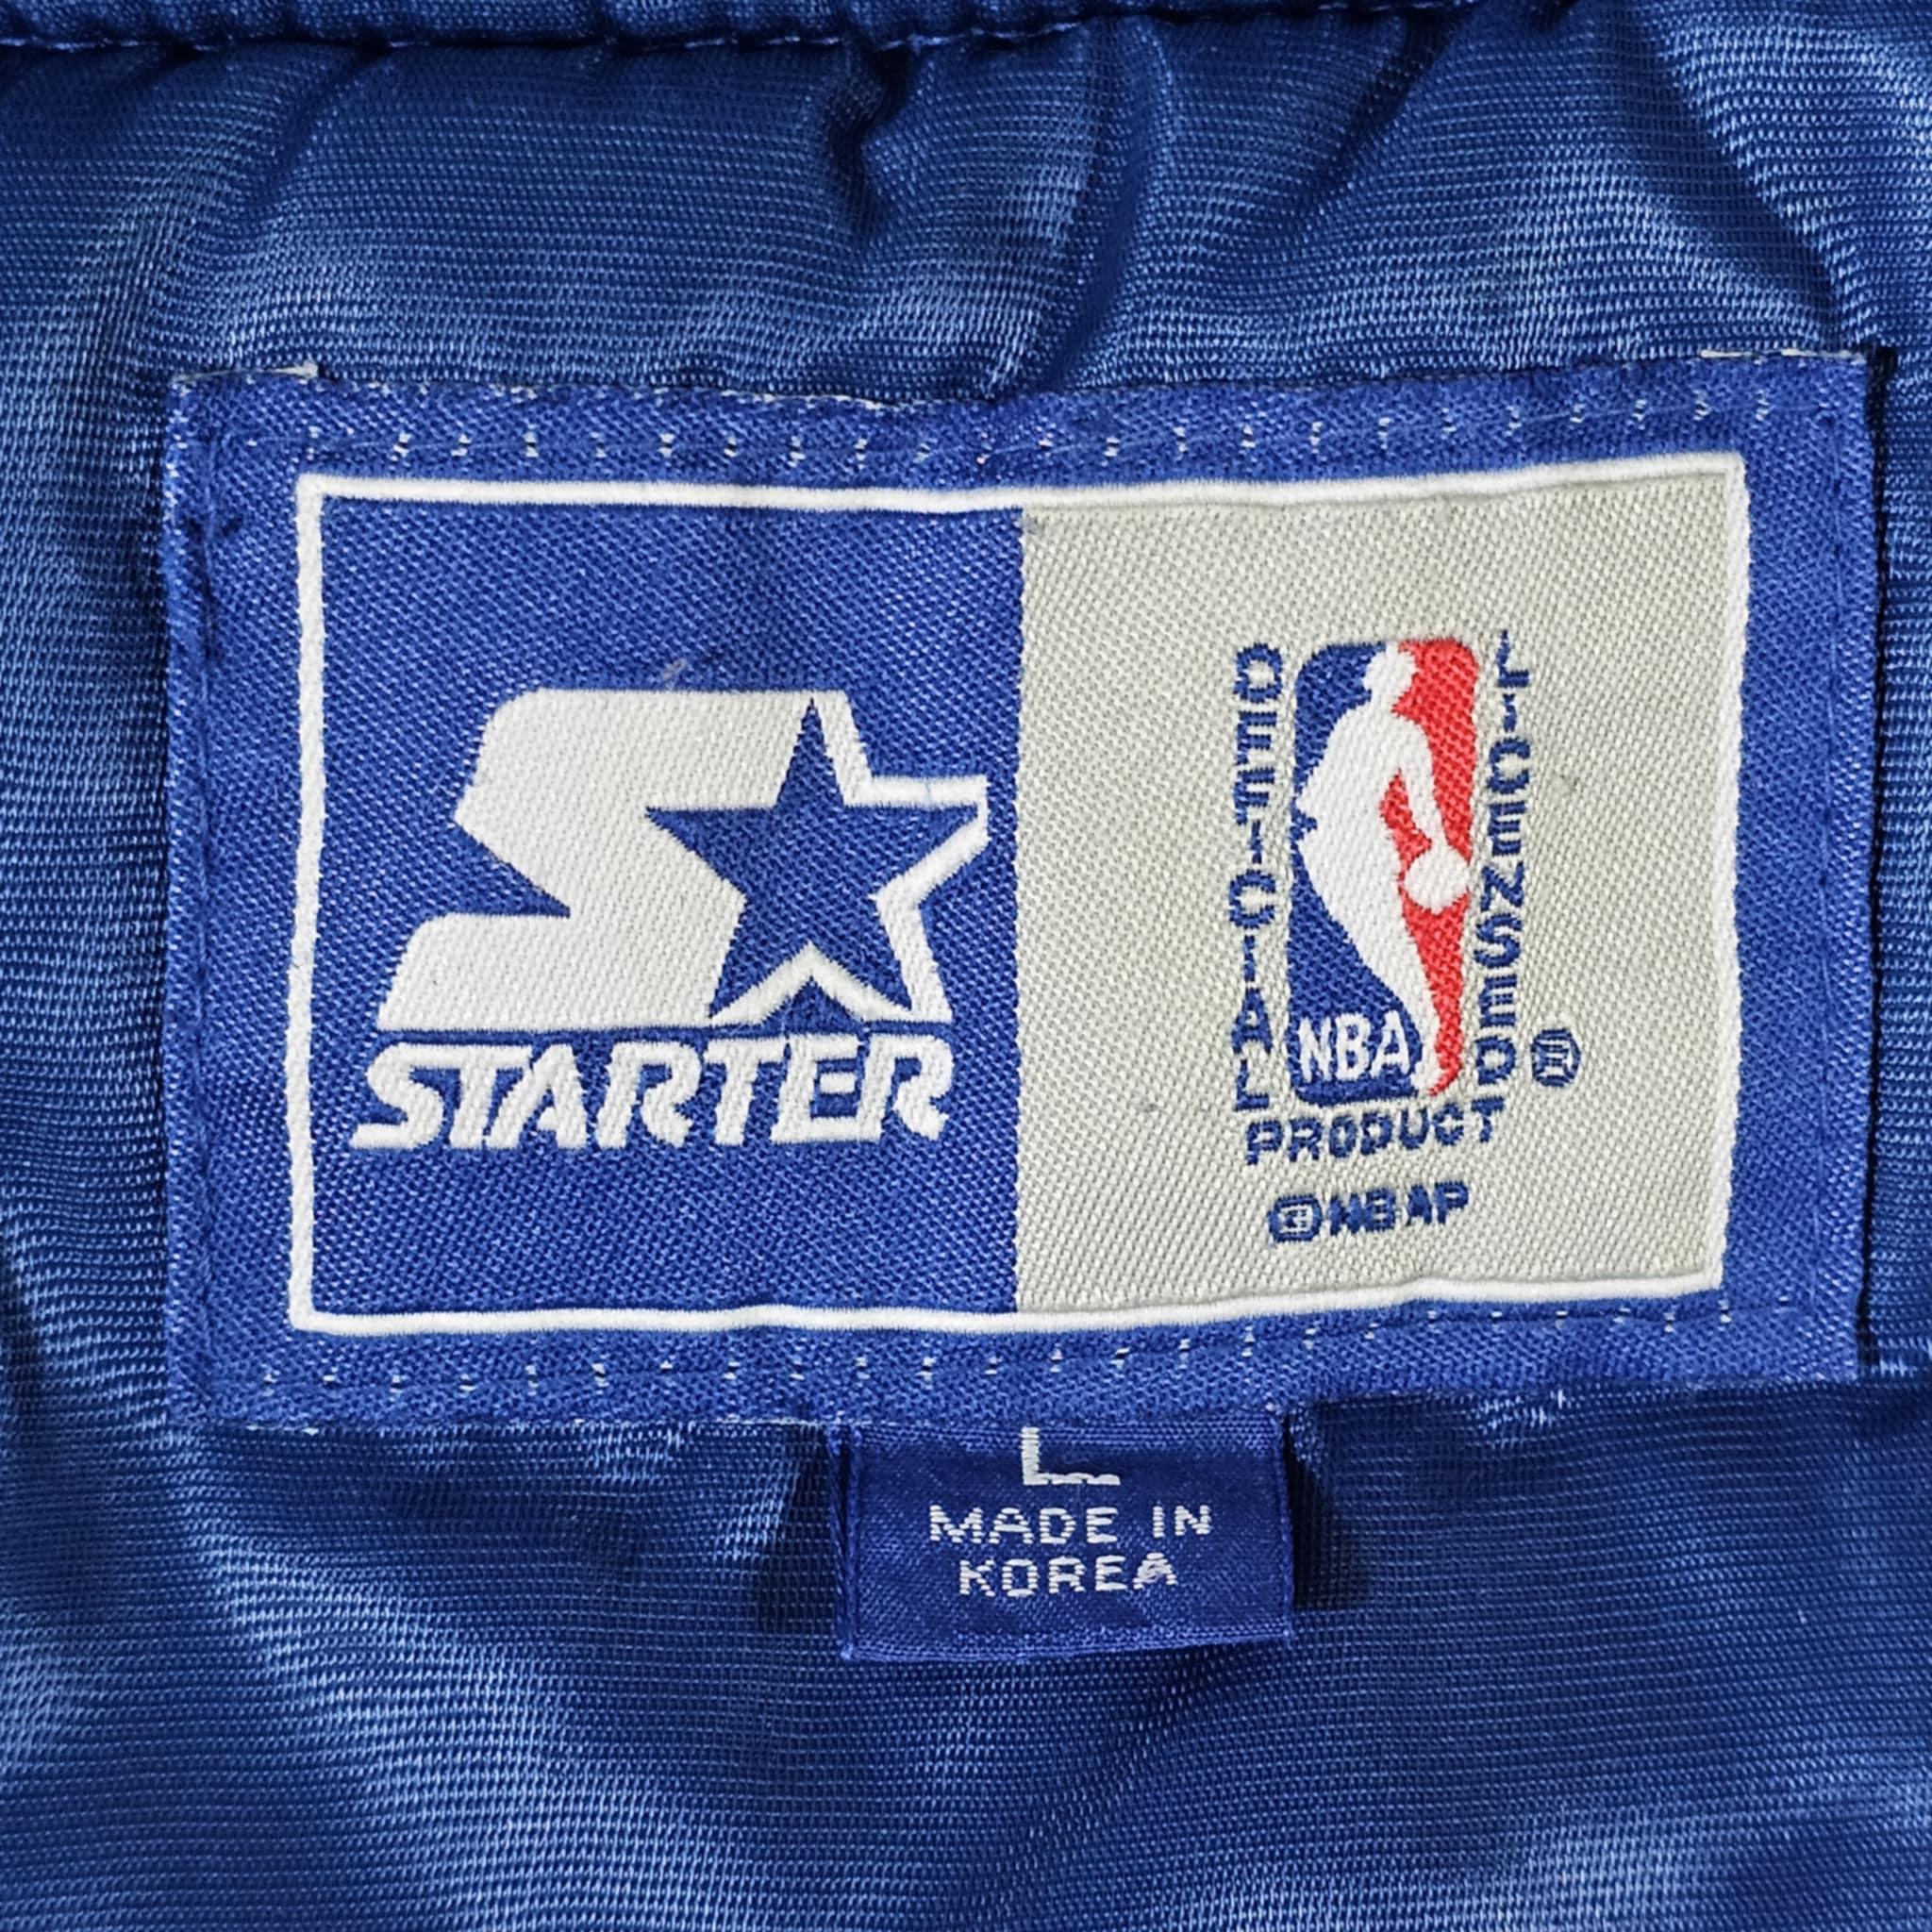 STARTER
OFFICIAL
NBA
LICENSED ®
PRODUCT
© NBAP
L
MADE IN
KOREA